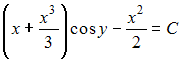 (x + x³/3) cos y − x²/2 = C